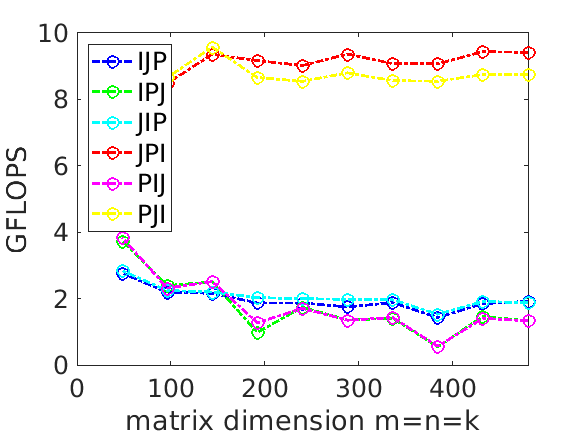 10
8
6
4
2
0
GFLOPS
IJP
IPJ
JIP
JPI
PIJ
PJI
0 100 200 300 400
matrix dimension m=n=k